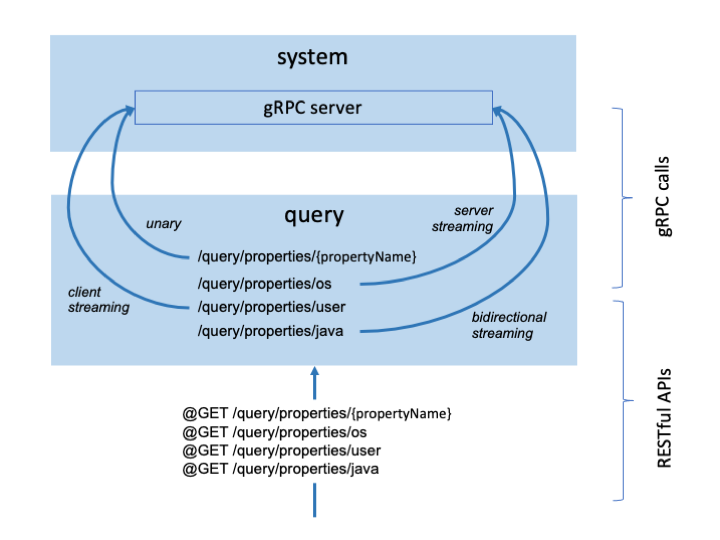 system
gRPC server
query
unary
server
streaming
/query/properties/{propertyName}
/query/properties/os
client
streaming
/query/properties/user
/query/properties/java
bidirectional
streaming
@GET /query/properties/{propertyName}
@GET /query/properties/os
@GET /query/properties/user
@GET /query/properties/java
gRPC calls
RESTful APIs